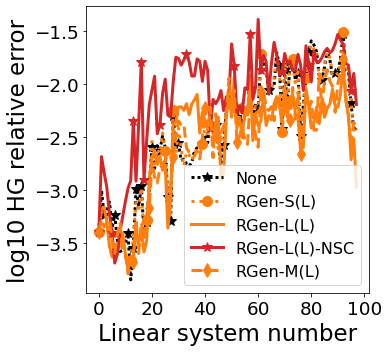 log10 HG relative error
−1.5
−2.0
−2.5
−3.0
−3.5
None
RGen-S(L)
RGen-L(L)
RGen-L(L)-NSC
RGen-M(L)
0 20 40 60 80 100
Linear system number